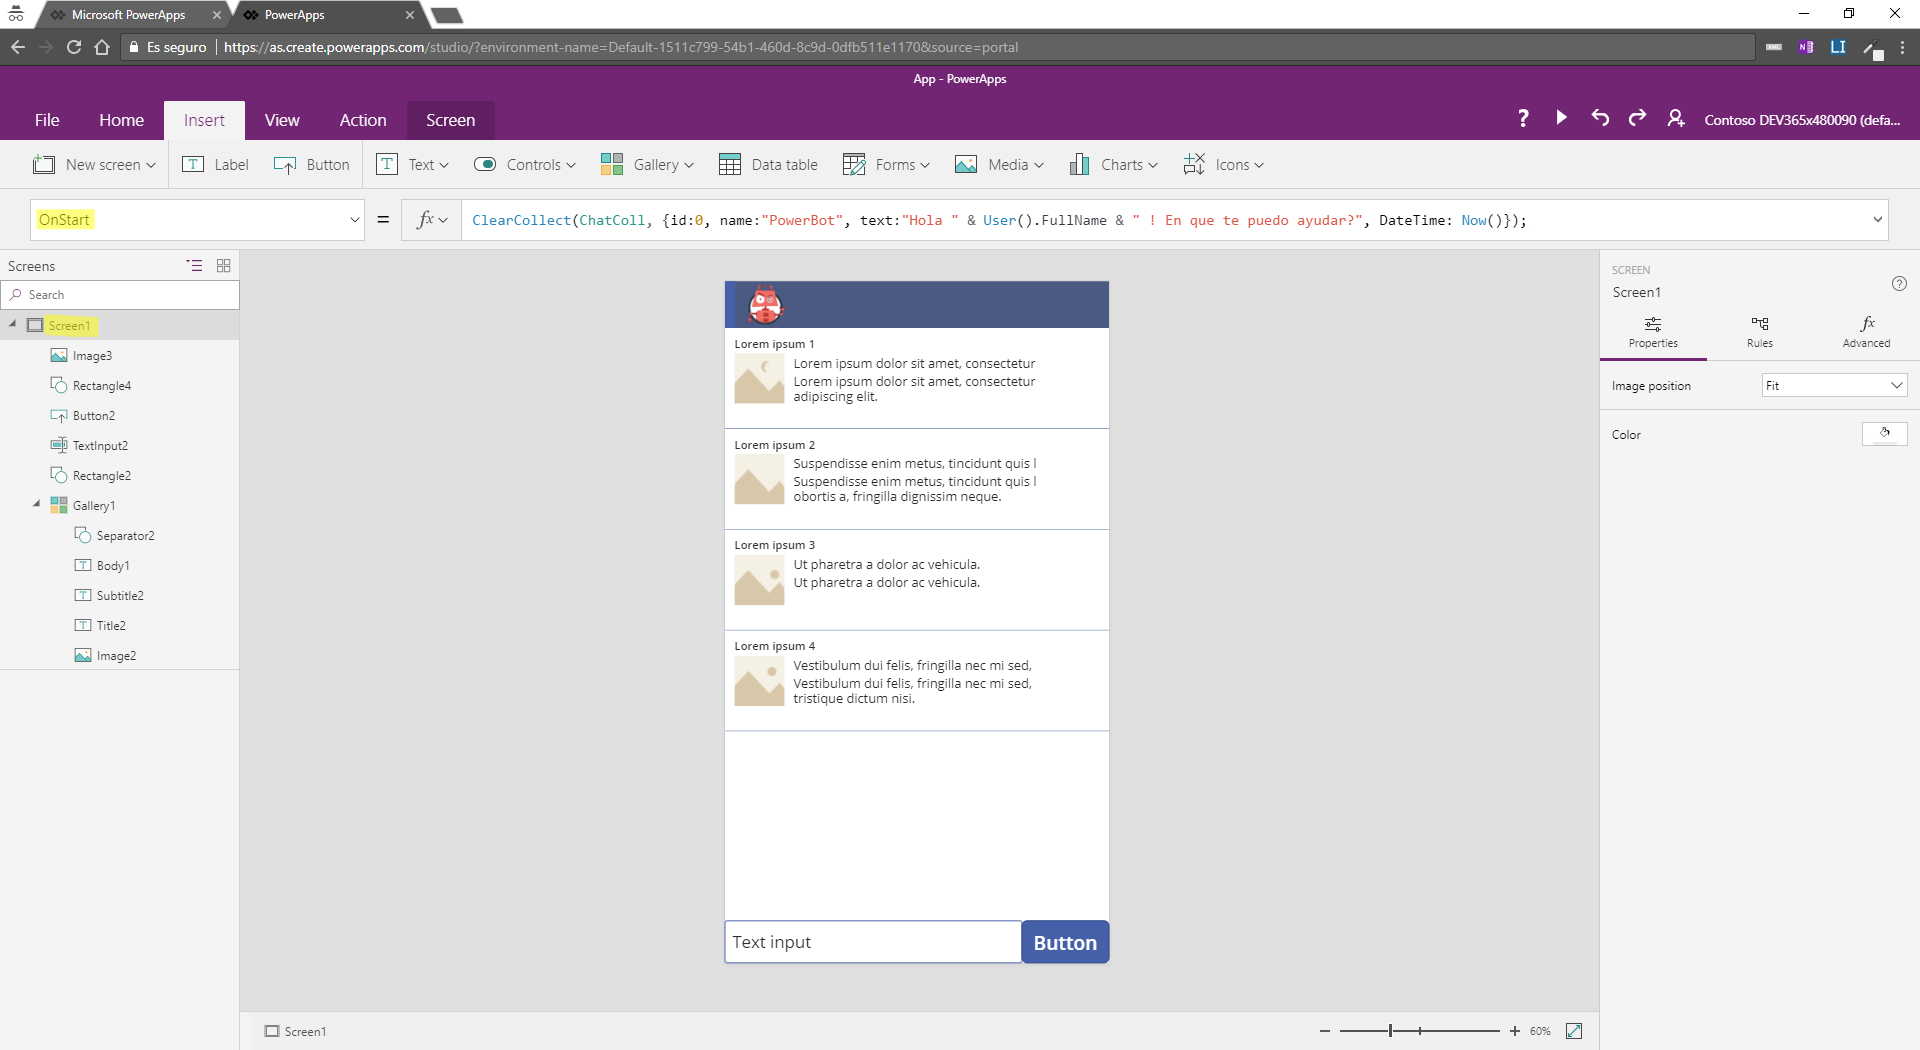 Microsoft PowerApps
PowerApps
Es seguro
https://as.create.powerapps.com/studio/?environment-name=Default-1511c799-54b1-460d-8c9d-0dfb511e1170&source=portal
App - PowerApps
File Home Insert View Action Screen
? Contoso DEV365x480090 (defa...
New screen Label Button Text Controls Gallery Data table Forms Media Charts Icons
OnStart = fx ClearCollect(ChatColl, {id:0, name:"PowerBot", text:"Hola " & User().FullName & " ! En que te puedo ayudar?", DateTime: Now()});
Screens
Search
Screen1
Image3
Rectangle4
Button2
TextInput2
Rectangle2
Gallery1
Separator2
Body1
Subtitle2
Title2
Image2
Lorem ipsum 1
Lorem ipsum dolor sit amet, consectetur
Lorem ipsum dolor sit amet, consectetur
adipiscing elit.
Lorem ipsum 2
Suspendisse enim metus, tincidunt quis l
Suspendisse enim metus, tincidunt quis l
obortis a, fringilla dignissim neque.
Lorem ipsum 3
Ut pharetra a dolor ac vehicula.
Ut pharetra a dolor ac vehicula.
Lorem ipsum 4
Vestibulum dui felis, fringilla nec mi sed,
Vestibulum dui felis, fringilla nec mi sed,
tristique dictum nisi.
Text input
Button
SCREEN
Screen1
Properties Rules Advanced
Image position Fit
Color
Screen1
60%